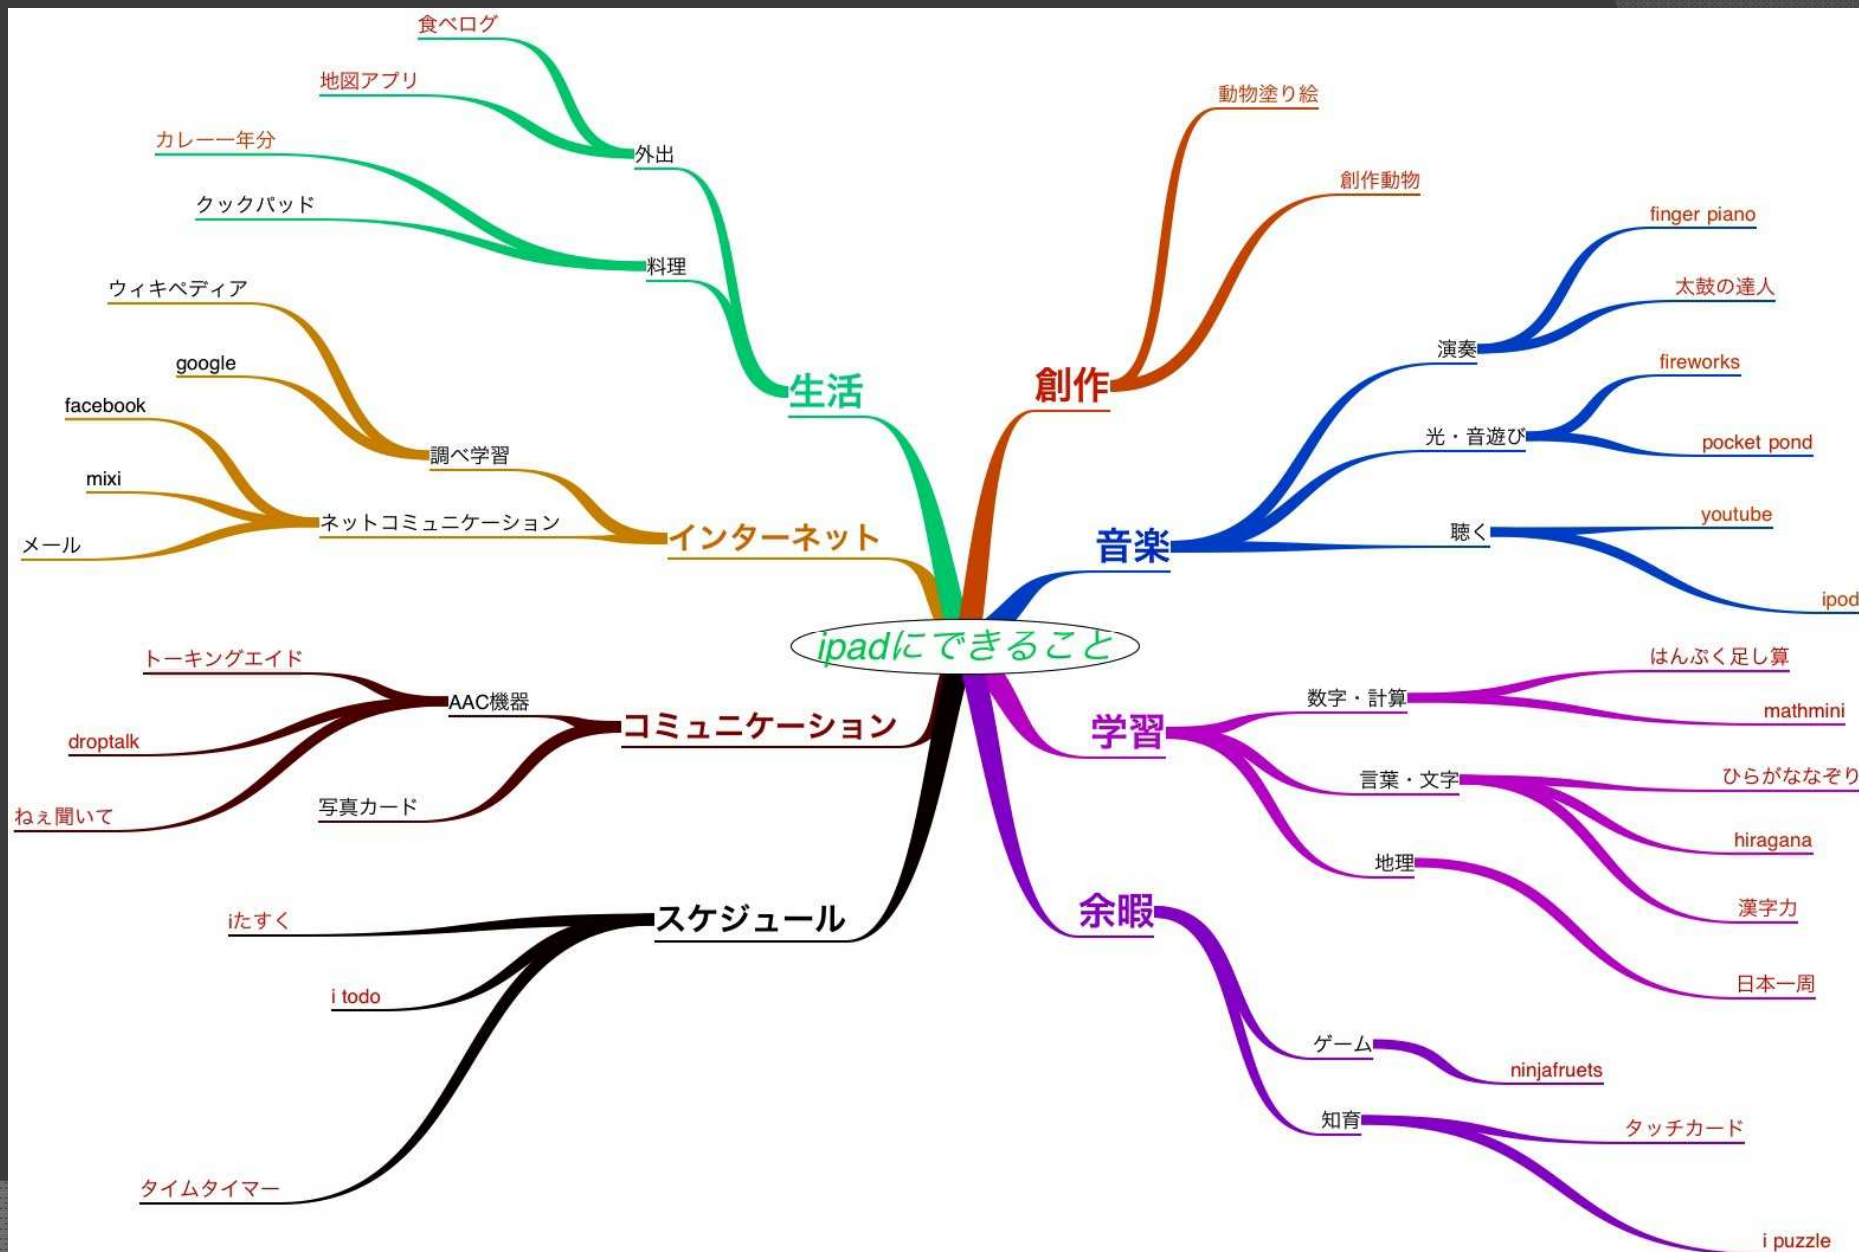 ipadにできること
生活
外出
食べログ
地図アプリ
料理
カレー一年分
クックパッド
インターネット
調べ学習
ウィキペディア
google
ネットコミュニケーション
facebook
mixi
メール
コミュニケーション
AAC機器
トーキングエイド
droptalk
ねぇ聞いて
写真カード
スケジュール
iたすく
i todo
タイムタイマー
創作
動物塗り絵
創作動物
音楽
演奏
finger piano
太鼓の達人
光・音遊び
fireworks
pocket pond
聴く
youtube
ipod
学習
数字・計算
はんぷく足し算
mathmini
言葉・文字
ひらがななぞり
hiragana
漢字力
地理
日本一周
余暇
ゲーム
ninjafruets
知育
タッチカード
i puzzle